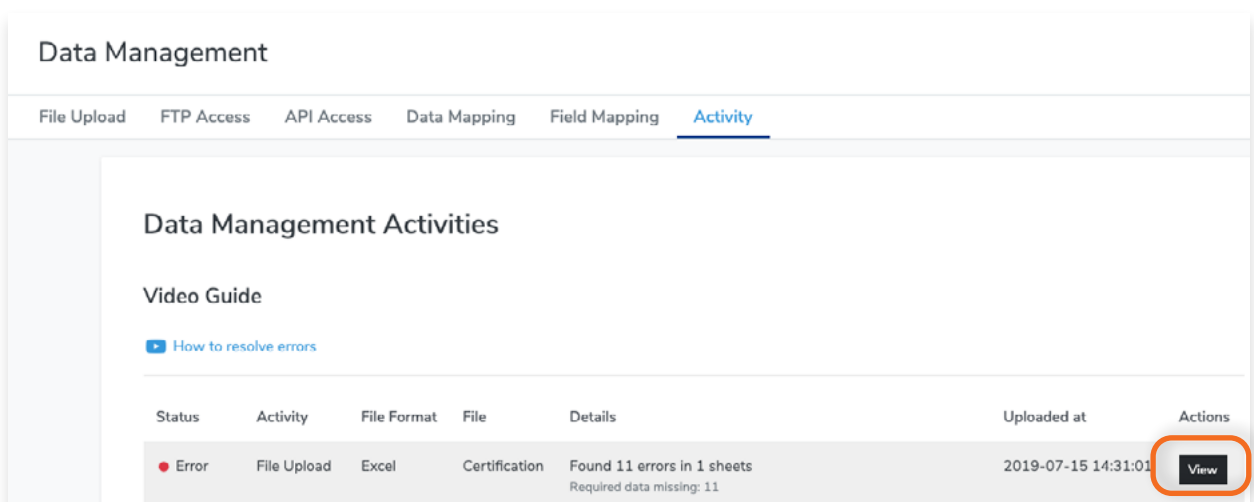 Data Management
File Upload FTP Access API Access Data Mapping Field Mapping Activity
Data Management Activities
Video Guide
How to resolve errors
Status Activity File Format File Details Uploaded at Actions
Error File Upload Excel Certification Found 11 errors in 1 sheets 2019-07-15 14:31:01 View
Required data missing: 11